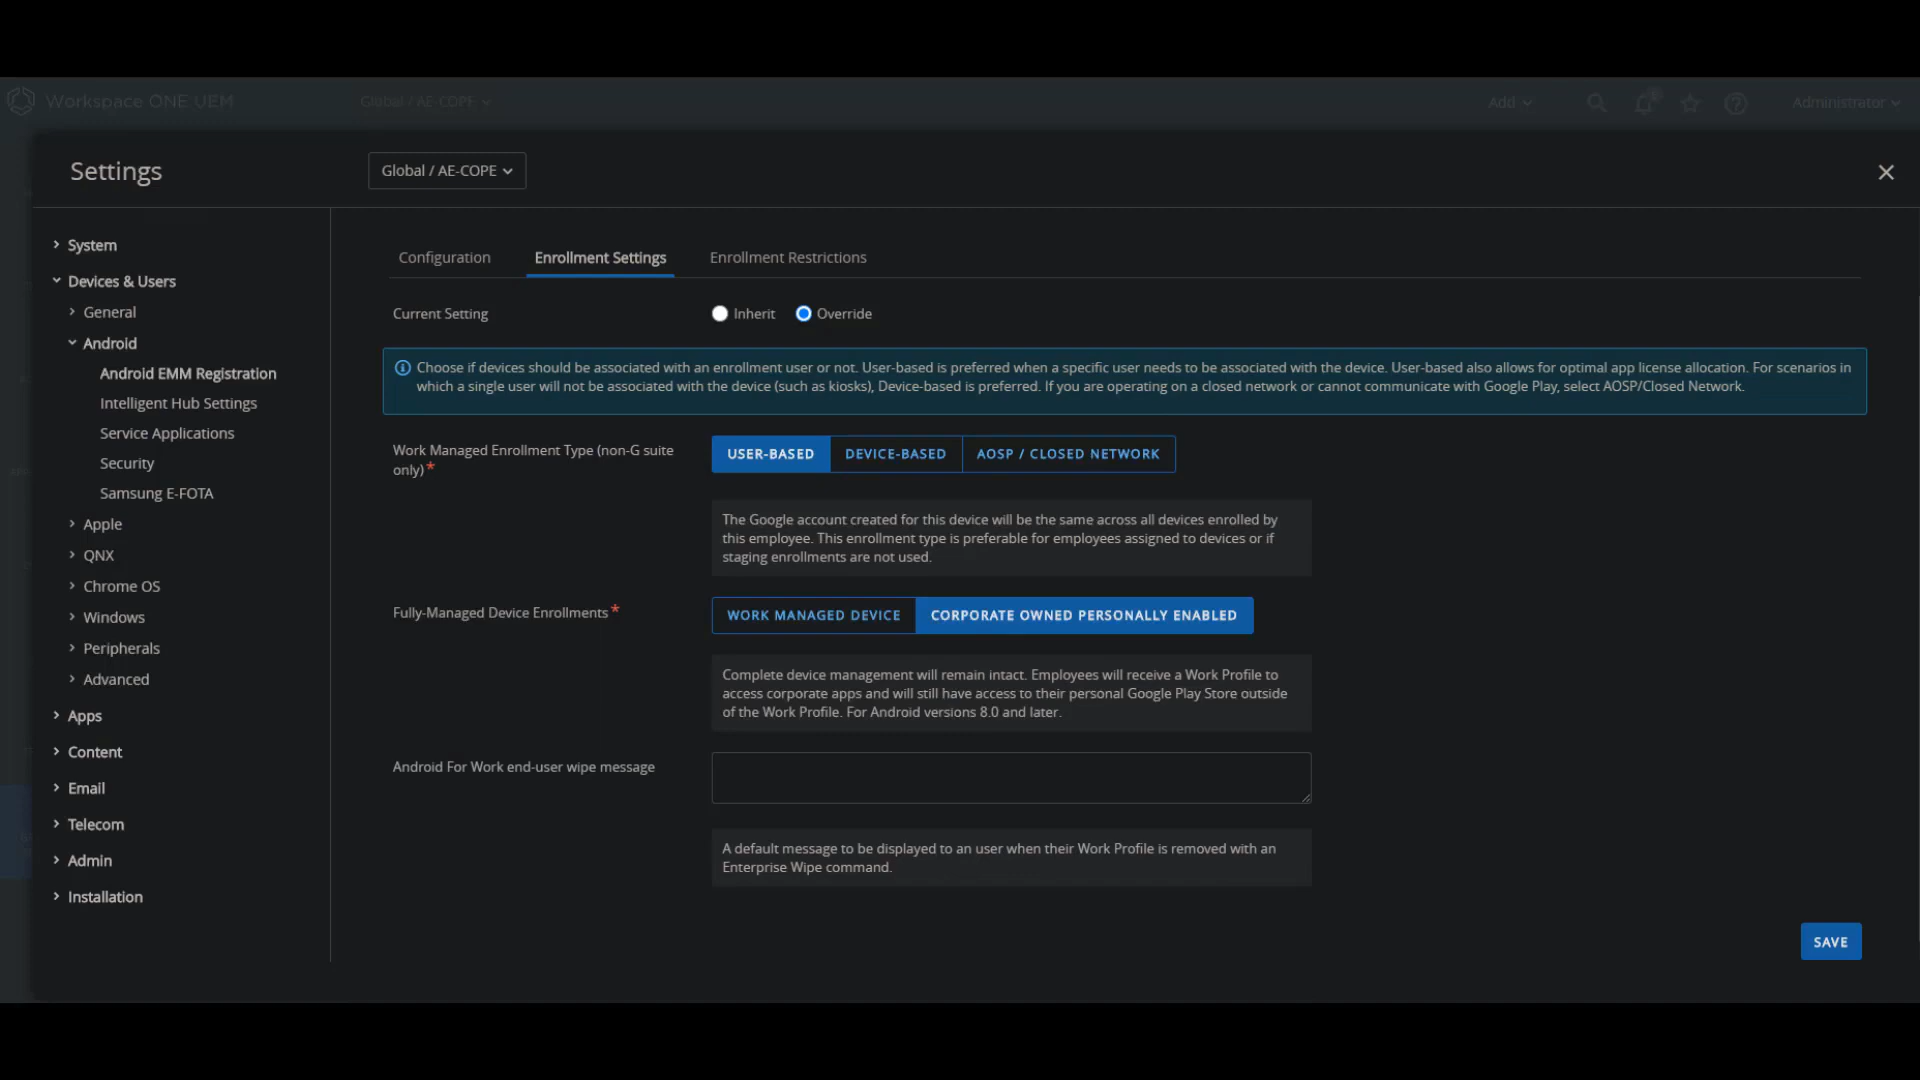 Workspace ONE UEM
Global / AE-COPE
Add
Administrator
Settings
Global / AE-COPE
System
Devices & Users
General
Android
Android EMM Registration
Intelligent Hub Settings
Service Applications
Security
Samsung E-FOTA
Apple
QNX
Chrome OS
Windows
Peripherals
Advanced
Apps
Content
Email
Telecom
Admin
Installation
Configuration
Enrollment Settings
Enrollment Restrictions
Current Setting
Inherit
Override
Choose if devices should be associated with an enrollment user or not. User-based is preferred when a specific user needs to be associated with the device. User-based also allows for optimal app license allocation. For scenarios in
which a single user will not be associated with the device (such as kiosks), Device-based is preferred. If you are operating on a closed network or cannot communicate with Google Play, select AOSP/Closed Network.
Work Managed Enrollment Type (non-G suite
only)*
USER-BASED
DEVICE-BASED
AOSP / CLOSED NETWORK
The Google account created for this device will be the same across all devices enrolled by
this employee. This enrollment type is preferable for employees assigned to devices or if
staging enrollments are not used.
Fully-Managed Device Enrollments*
WORK MANAGED DEVICE
CORPORATE OWNED PERSONALLY ENABLED
Complete device management will remain intact. Employees will receive a Work Profile to
access corporate apps and will still have access to their personal Google Play Store outside
of the Work Profile. For Android versions 8.0 and later.
Android For Work end-user wipe message
A default message to be displayed to an user when their Work Profile is removed with an
Enterprise Wipe command.
SAVE